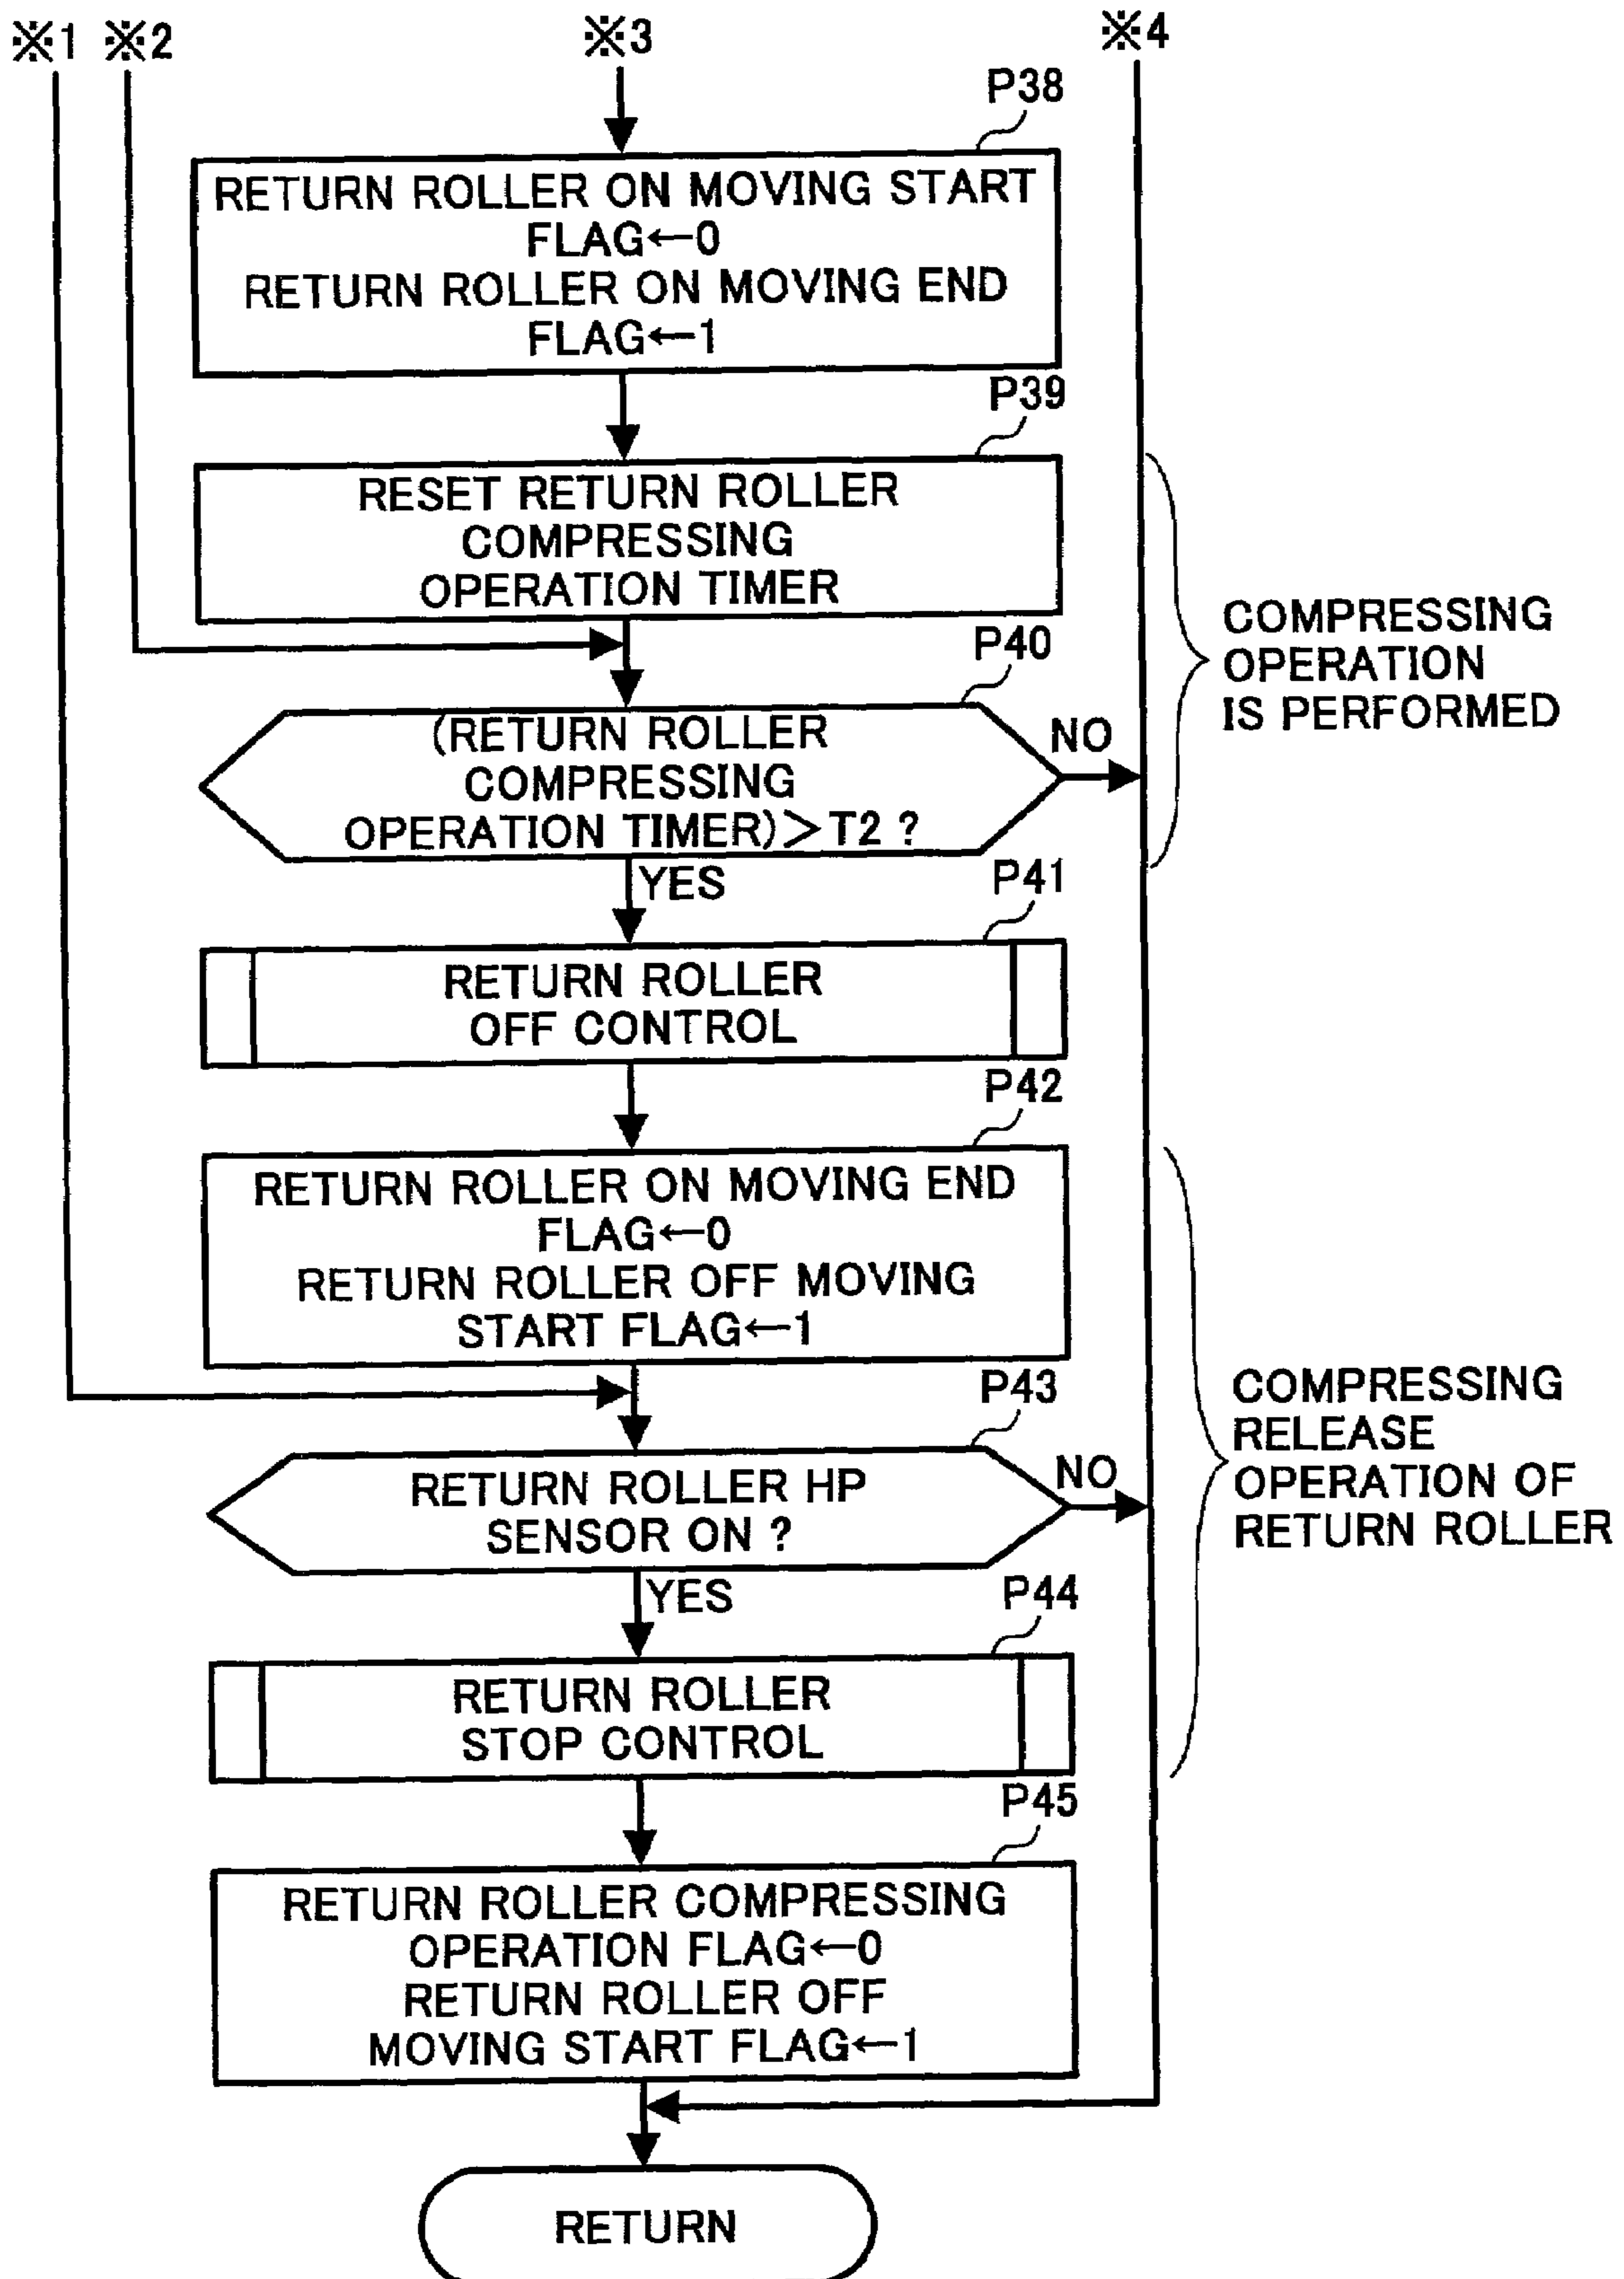 ※1 ※2 ※3 ※4
P38
RETURN ROLLER ON MOVING START
FLAG←0
RETURN ROLLER ON MOVING END
FLAG←1
P39
RESET RETURN ROLLER
COMPRESSING
OPERATION TIMER
P40
(RETURN ROLLER
COMPRESSING
OPERATION TIMER)>T2 ?
NO
YES
COMPRESSING
OPERATION
IS PERFORMED
P41
RETURN ROLLER
OFF CONTROL
P42
RETURN ROLLER ON MOVING END
FLAG←0
RETURN ROLLER OFF MOVING
START FLAG←1
P43
RETURN ROLLER HP
SENSOR ON ?
NO
YES
COMPRESSING
RELEASE
OPERATION OF
RETURN ROLLER
P44
RETURN ROLLER
STOP CONTROL
P45
RETURN ROLLER COMPRESSING
OPERATION FLAG←0
RETURN ROLLER OFF
MOVING START FLAG←1
RETURN